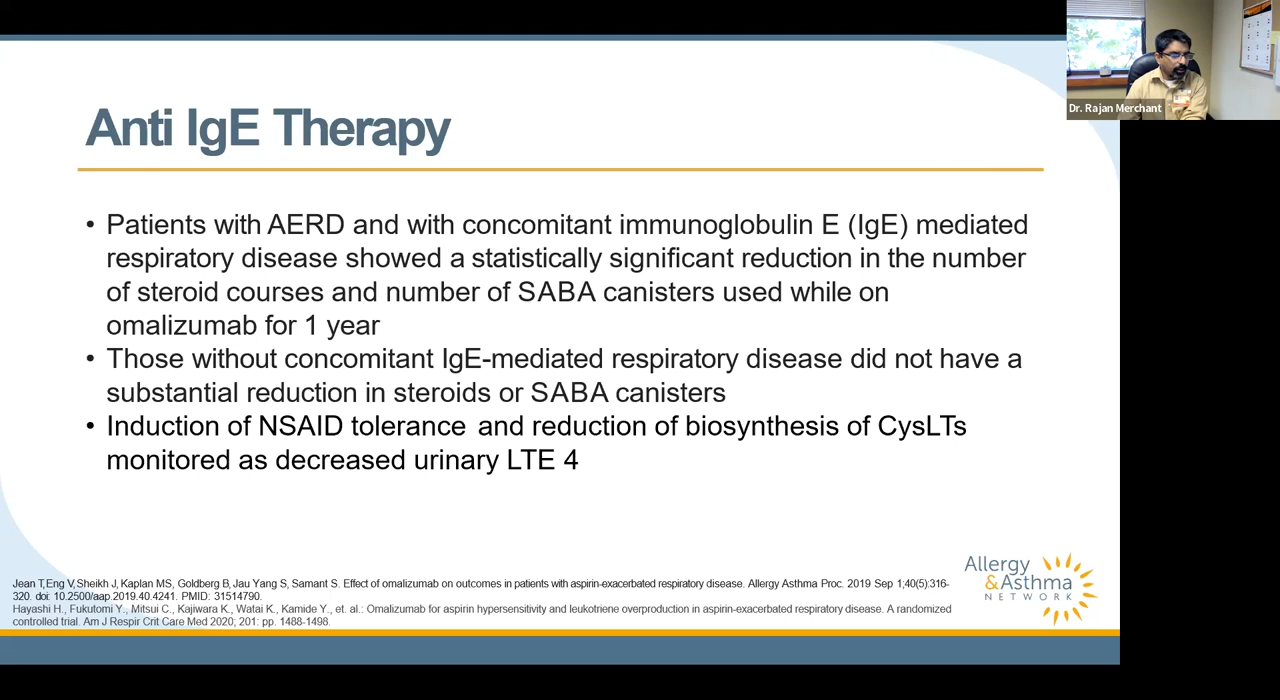 Dr. Rajan Merchant
Anti IgE Therapy
• Patients with AERD and with concomitant immunoglobulin E (IgE) mediated
respiratory disease showed a statistically significant reduction in the number
of steroid courses and number of SABA canisters used while on
omalizumab for 1 year
• Those without concomitant IgE-mediated respiratory disease did not have a
substantial reduction in steroids or SABA canisters
• Induction of NSAID tolerance and reduction of biosynthesis of CysLTs
monitored as decreased urinary LTE 4
Jean T,Eng V,Sheikh J, Kaplan MS, Goldberg B, Jau Yang S, Samant S. Effect of omalizumab on outcomes in patients with aspirin-exacerbated respiratory disease. Allergy Asthma Proc. 2019 Sep 1;40(5):316-
320. doi: 10.2500/aap.2019.40.4241. PMID: 31514790.
Hayashi H., Fukutomi Y., Mitsui C., Kajiwara K., Watai K., Kamide Y., et. al.: Omalizumab for aspirin hypersensitivity and leukotriene overproduction in aspirin-exacerbated respiratory disease. A randomized
controlled trial. Am J Respir Crit Care Med 2020; 201: pp. 1488-1498.
Allergy
&Asthma
NETWORK